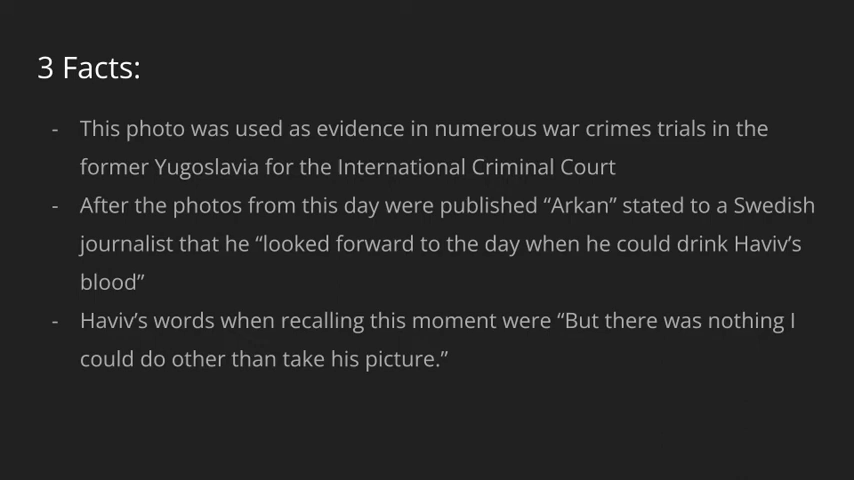 3 Facts:
- This photo was used as evidence in numerous war crimes trials in the
former Yugoslavia for the International Criminal Court
- After the photos from this day were published “Arkan” stated to a Swedish
journalist that he “looked forward to the day when he could drink Haviv’s
blood”
- Haviv’s words when recalling this moment were “But there was nothing I
could do other than take his picture.”